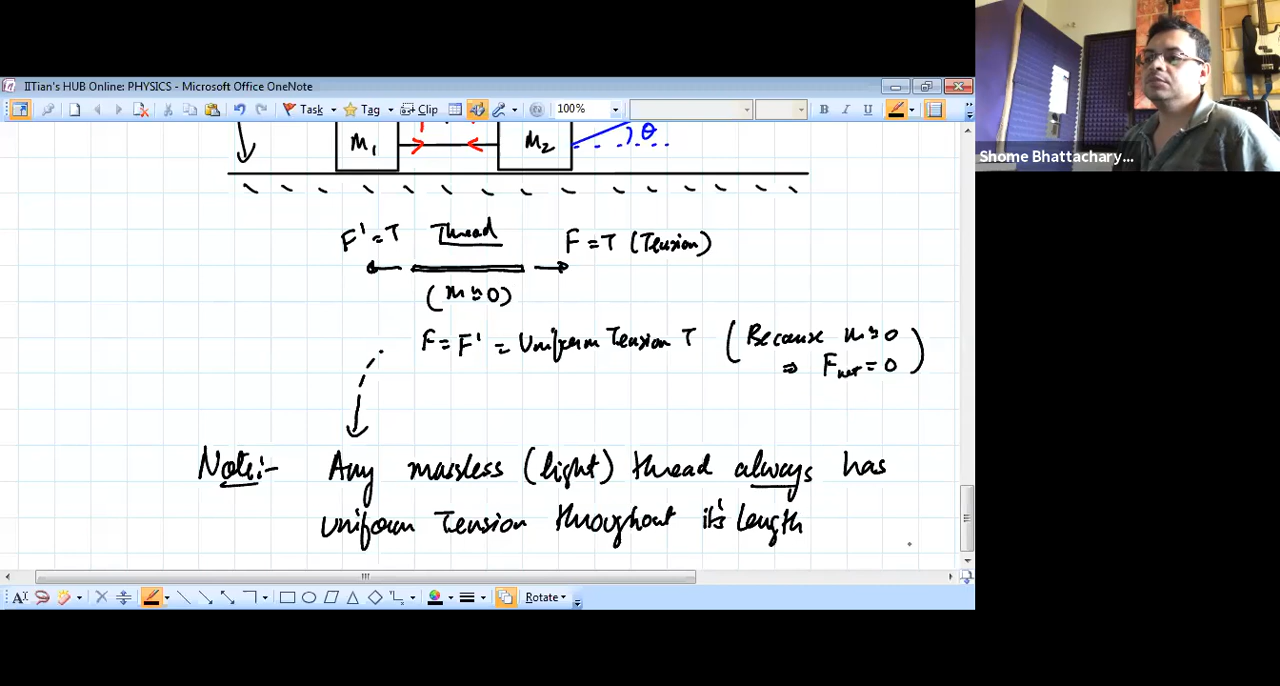 IITian's HUB Online: PHYSICS - Microsoft Office OneNote
Task Tag Clip 100% B I U
M₁ M₂ θ
Shome Bhattachary...
F' = T Thread F = T (Tension)
(m ≃ 0)
F = F' = Uniform Tension T (Because m ≃ 0
⇒ Fnet = 0)
Note:- Any massless (light) thread always has
uniform Tension throughout it's length
Rotate